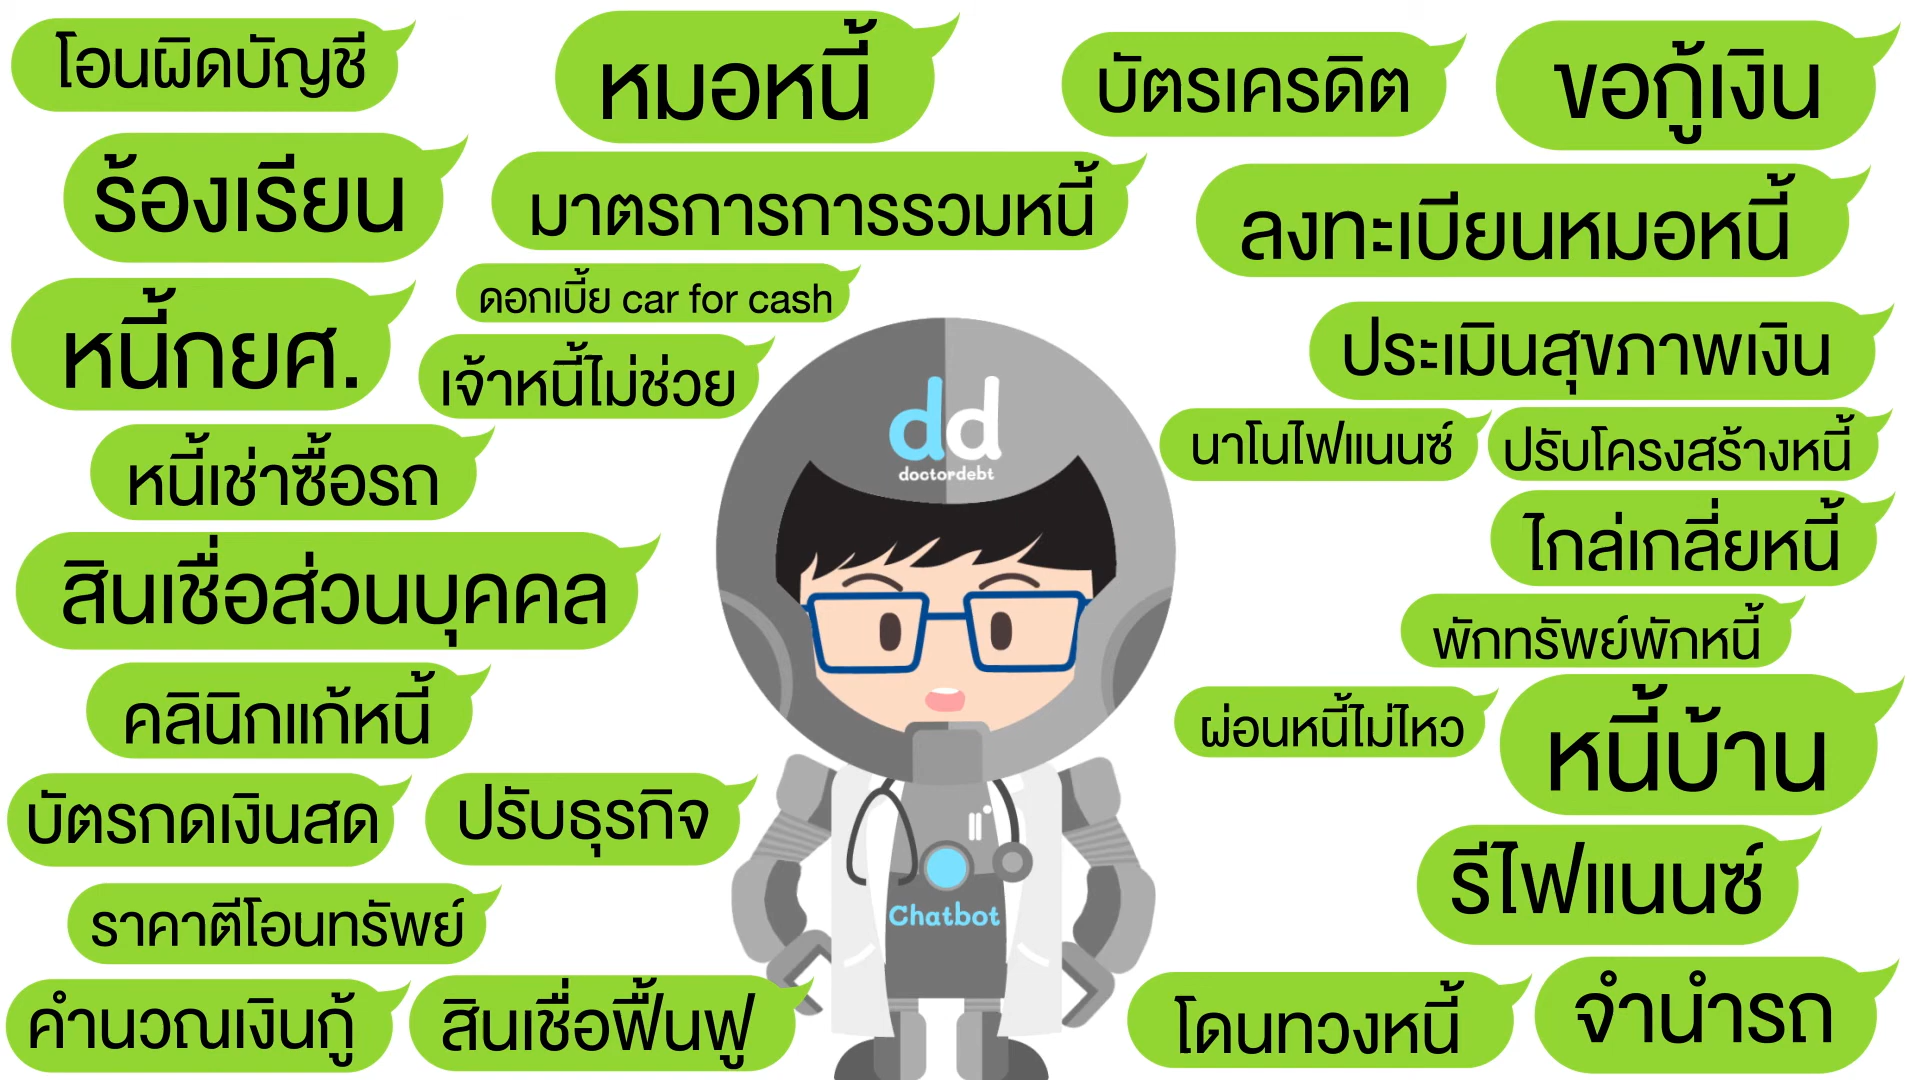 โอนผิดบัญชี
หมอหนี้
บัตรเครดิต
ขอกู้เงิน
ร้องเรียน
มาตรการการรวมหนี้
ลงทะเบียนหมอหนี้
หนี้กยศ.
ดอกเบี้ย car for cash
ประเมินสุขภาพเงิน
เจ้าหนี้ไม่ช่วย
dd
doctordebt
นาโนไฟแนนซ์
ปรับโครงสร้างหนี้
หนี้เช่าซื้อรถ
ไกล่เกลี่ยหนี้
สินเชื่อส่วนบุคคล
พักทรัพย์พักหนี้
คลินิกแก้หนี้
ผ่อนหนี้ไม่ไหว
หนี้บ้าน
บัตรกดเงินสด
ปรับธุรกิจ
รีไฟแนนซ์
ราคาตีโอนทรัพย์
Chatbot
คำนวณเงินกู้
สินเชื่อฟื้นฟู
โดนทวงหนี้
จำนำรถ